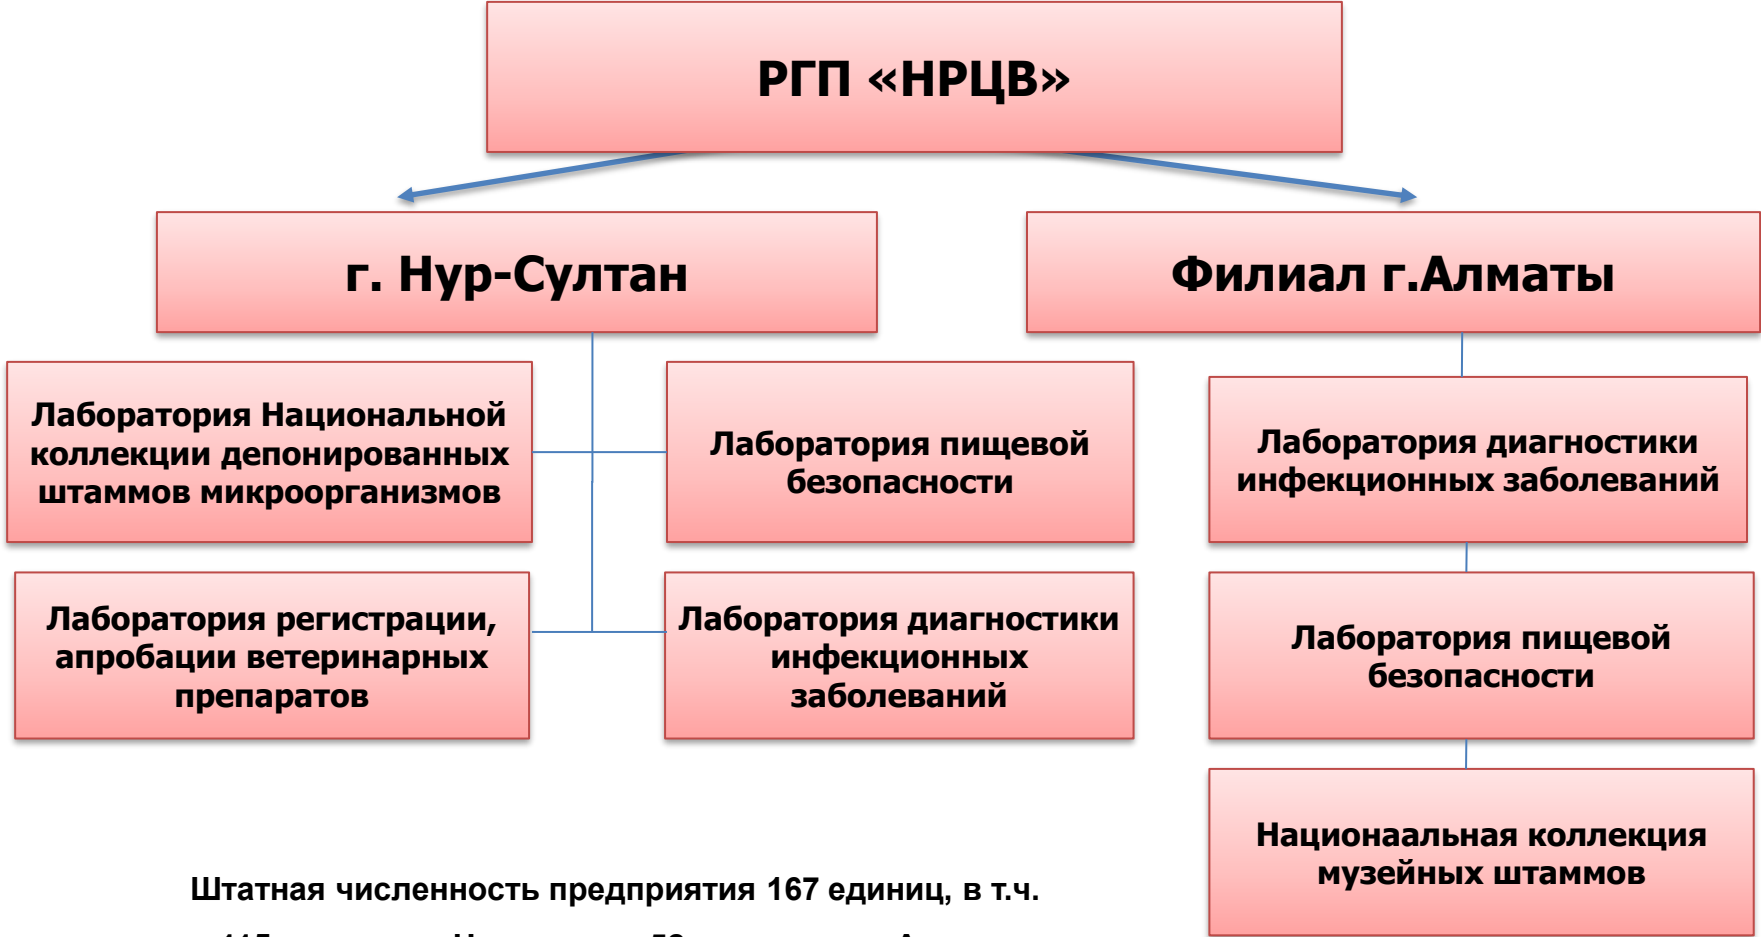 РГП «НРЦВ»
г. Нур-Султан
Филиал г.Алматы
Лаборатория Национальной
коллекции депонированных
штаммов микроорганизмов
Лаборатория пищевой
безопасности
Лаборатория диагностики
инфекционных заболеваний
Лаборатория регистрации,
апробации ветеринарных
препаратов
Лаборатория диагностики
инфекционных
заболеваний
Лаборатория пищевой
безопасности
Национаальная коллекция
музейных штаммов
Штатная численность предприятия 167 единиц, в т.ч.